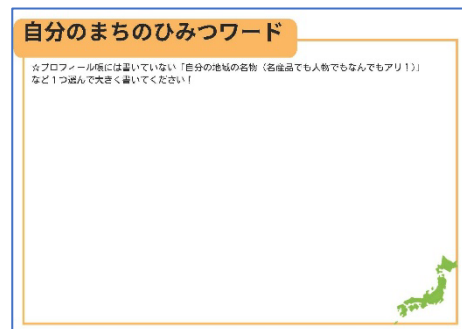 自分のまちのひみつワード
☆プロフィール帳には書いていない「自分の地域の名物（名産品でも人物でもなんでもアリ！）」
など1つ選んで大きく書いてください！